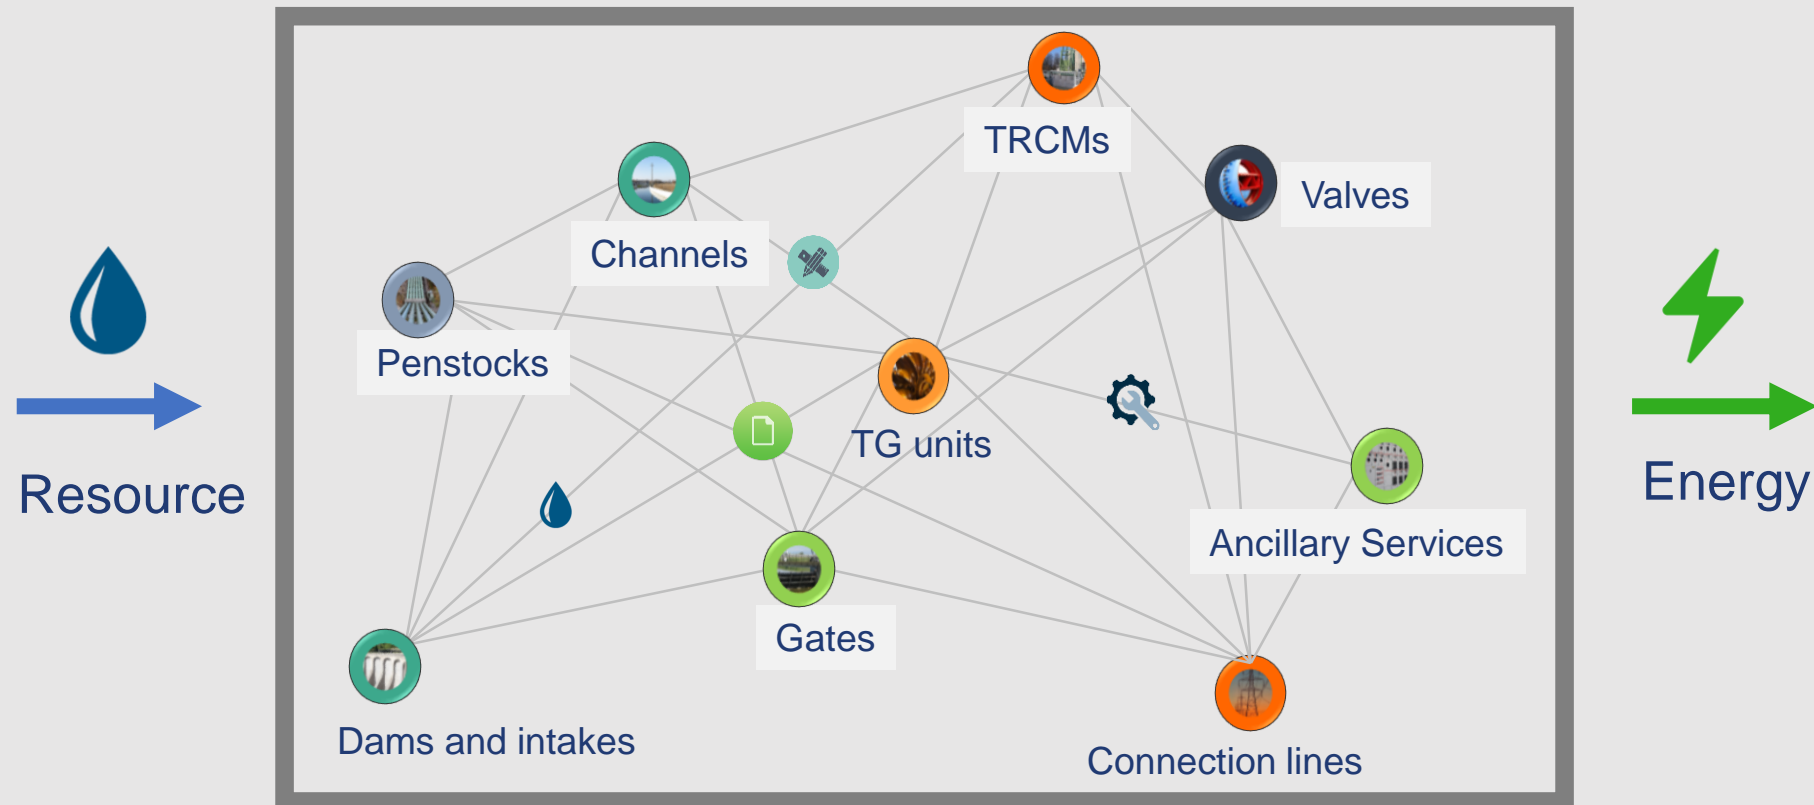 TRCMs
Valves
Channels
Penstocks
TG units
Resource
Energy
Ancillary Services
Gates
Dams and intakes
Connection lines